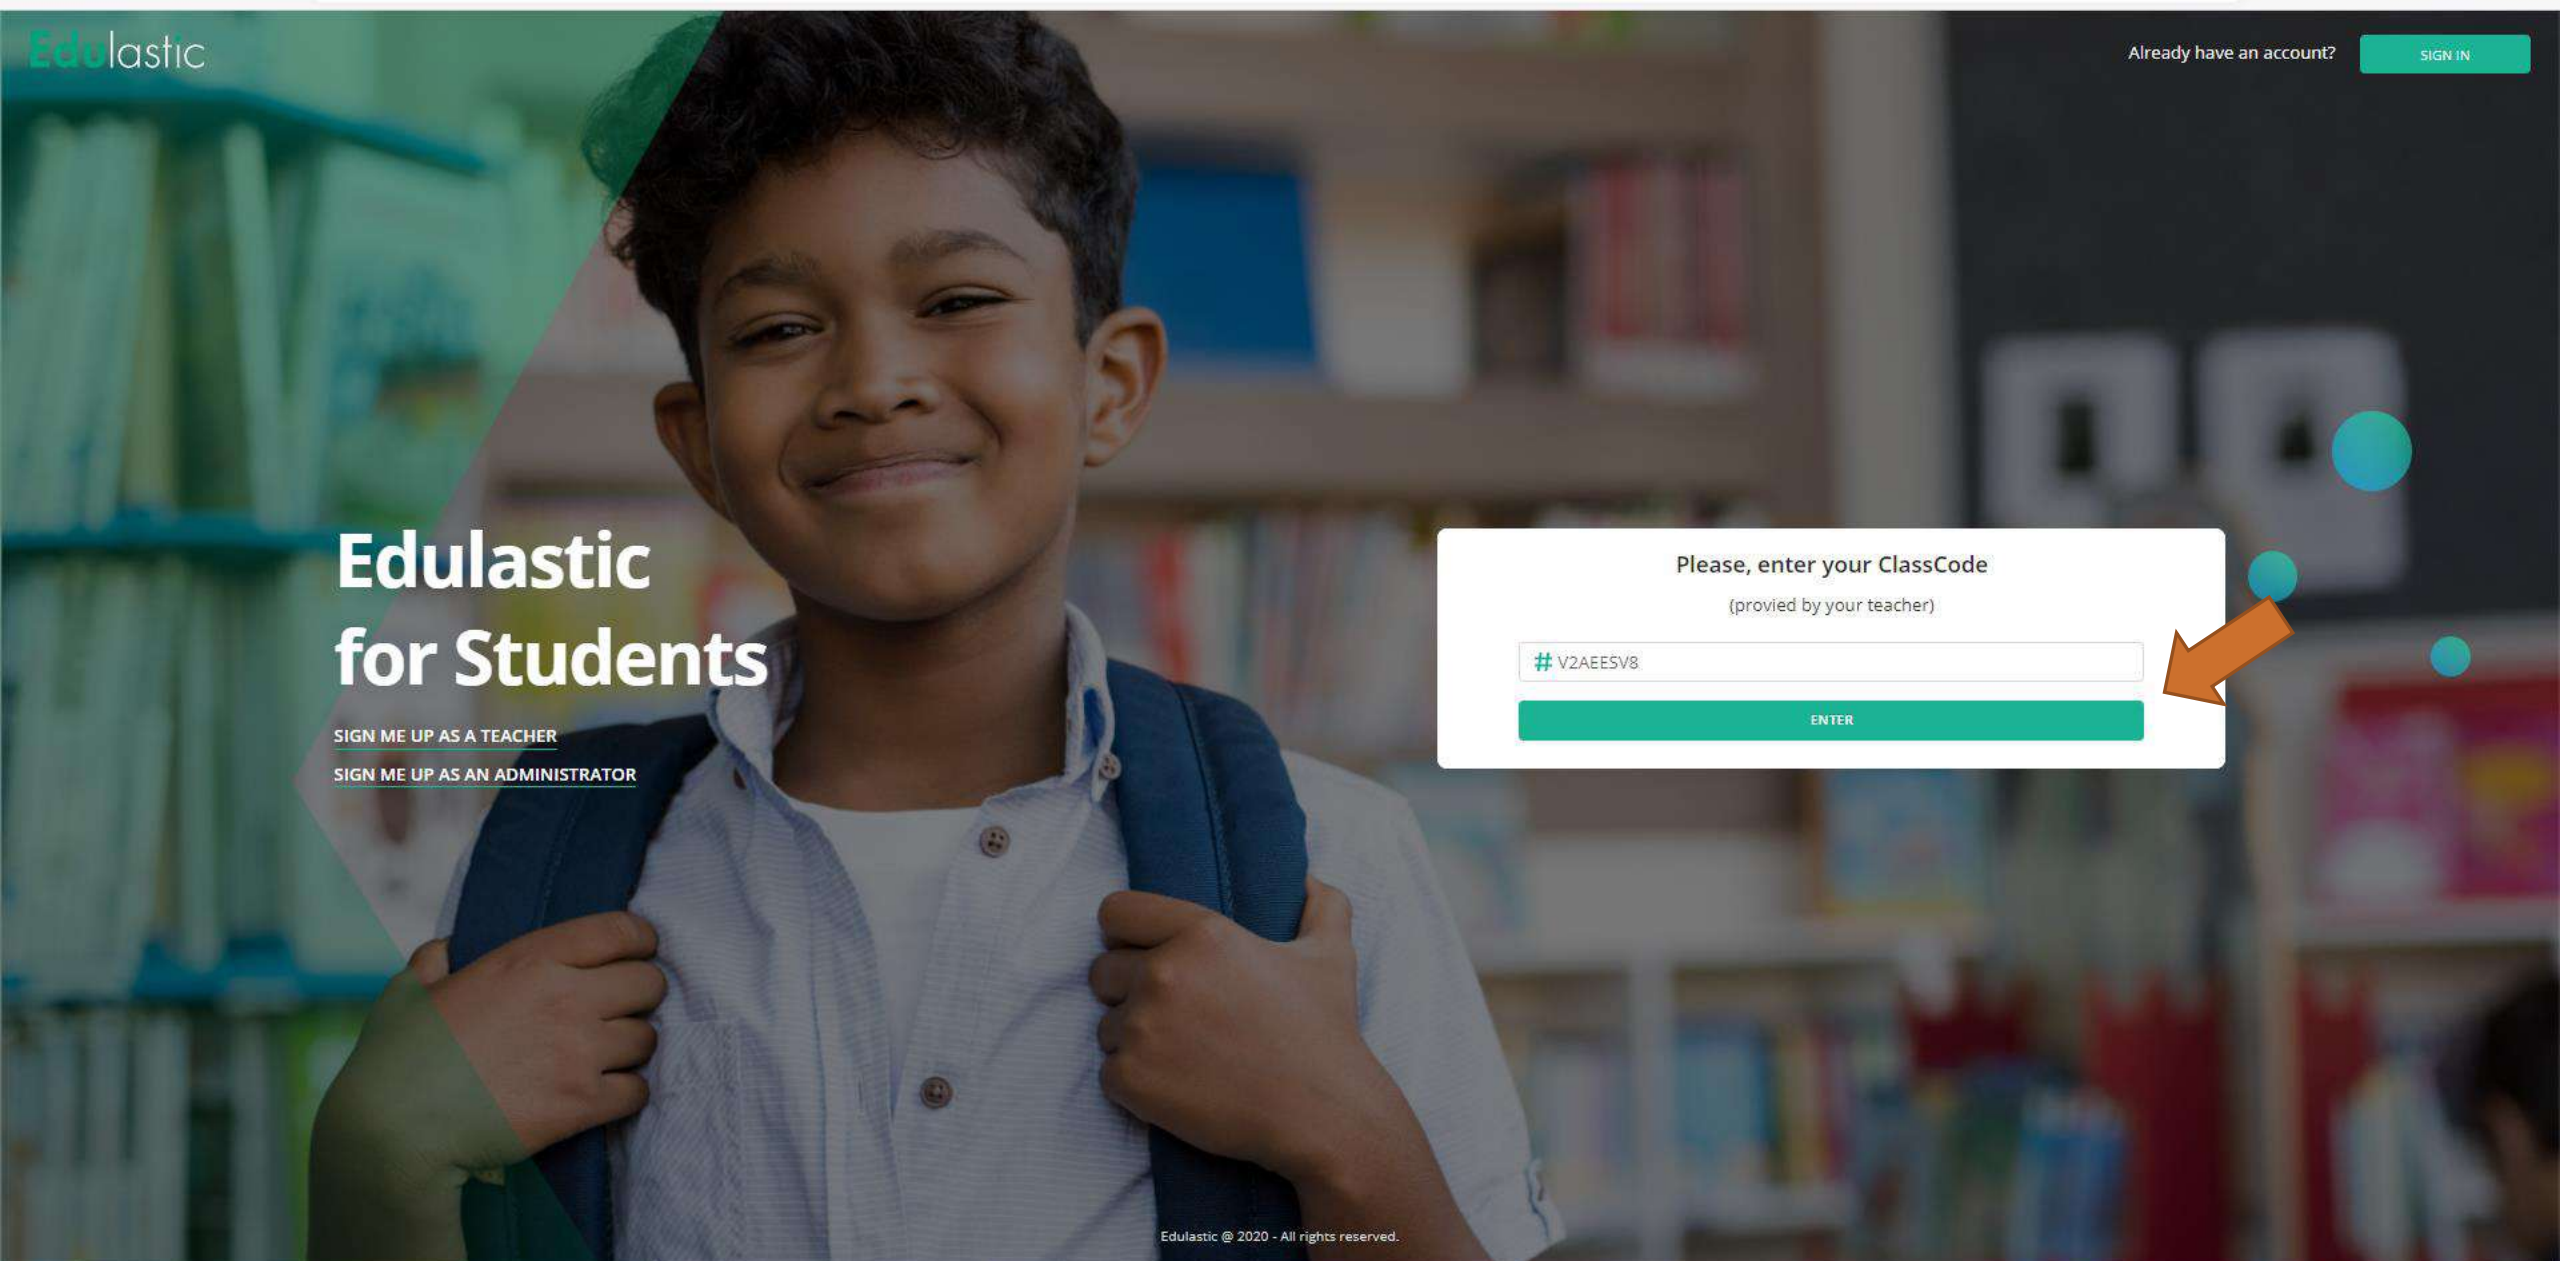 Edulastic
Already have an account?
SIGN IN
Edulastic
for Students
SIGN ME UP AS A TEACHER
SIGN ME UP AS AN ADMINISTRATOR
Please, enter your ClassCode
(provied by your teacher)
# V2AEESV8
ENTER
Edulastic @ 2020 - All rights reserved.